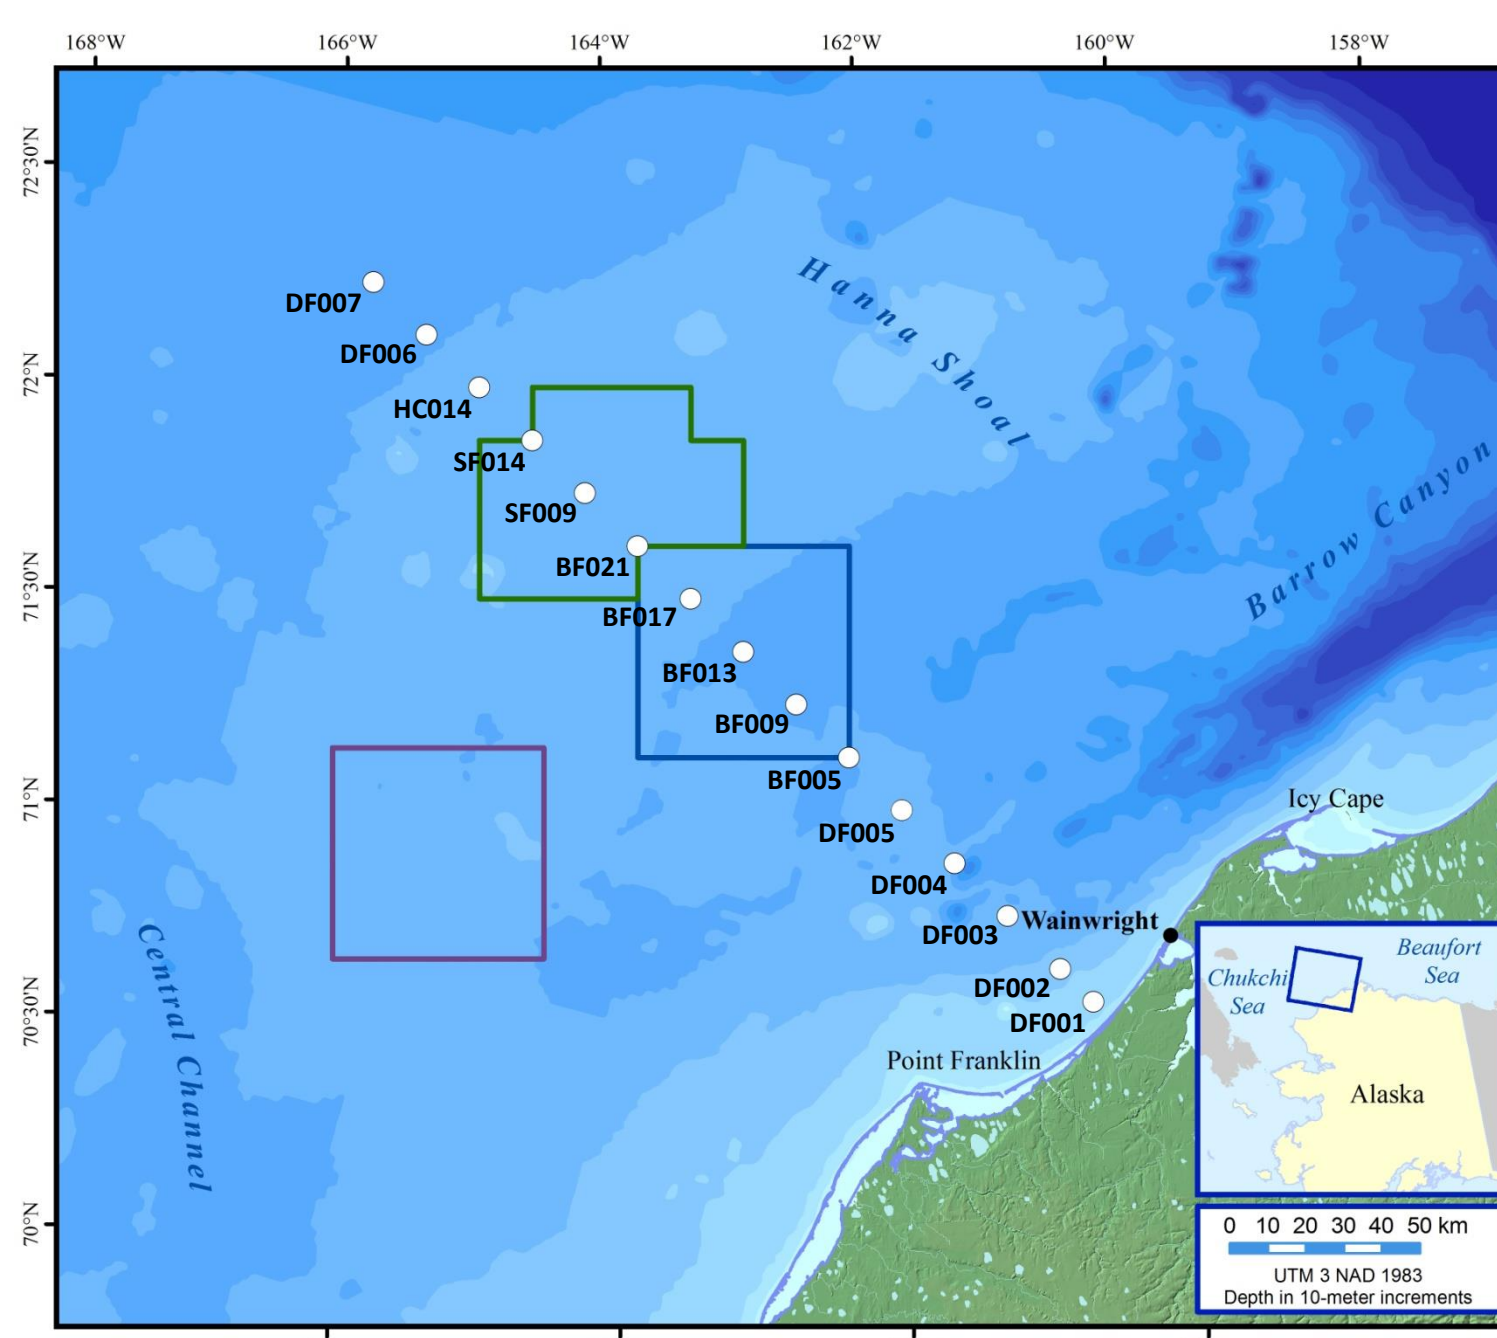 168°W 166°W 164°W 162°W 160°W 158°W
72°30'N
72°N
71°30'N
71°N
70°30'N
70°N
Hanna Shoal
DF007
DF006
HC014
SF014
SF009
Barrow Canyon
BF021
BF017
BF013
BF009
BF005
Icy Cape
DF005
DF004
Wainwright
DF003
Central Channel
DF002
DF001
Point Franklin
Beaufort
Sea
Chukchi
Sea
Alaska
0 10 20 30 40 50 km
UTM 3 NAD 1983
Depth in 10-meter increments